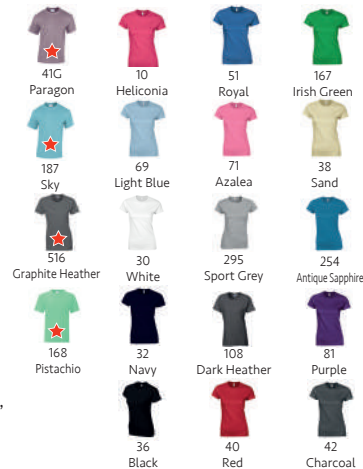 41G 10 51 167
Paragon Heliconia Royal Irish Green
187 69 71 38
Sky Light Blue Azalea Sand
516 30 295 254
Graphite Heather White Sport Grey Antique Sapphire
168 32 108 81
Pistachio Navy Dark Heather Purple
,
36 40 42
Black Red Charcoal